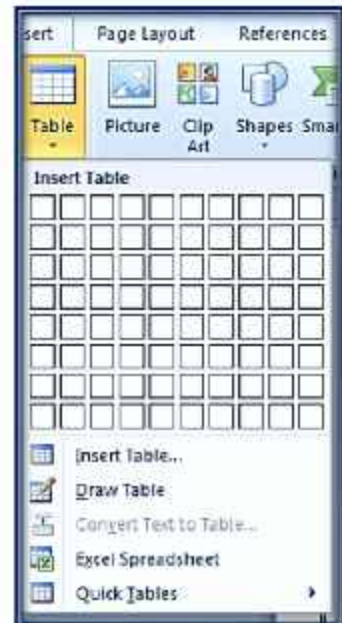 sert Page Layout References
Table Picture Clip Art Shapes Smar
Insert Table
Insert Table...
Draw Table
Convert Text to Table...
Excel Spreadsheet
Quick Tables